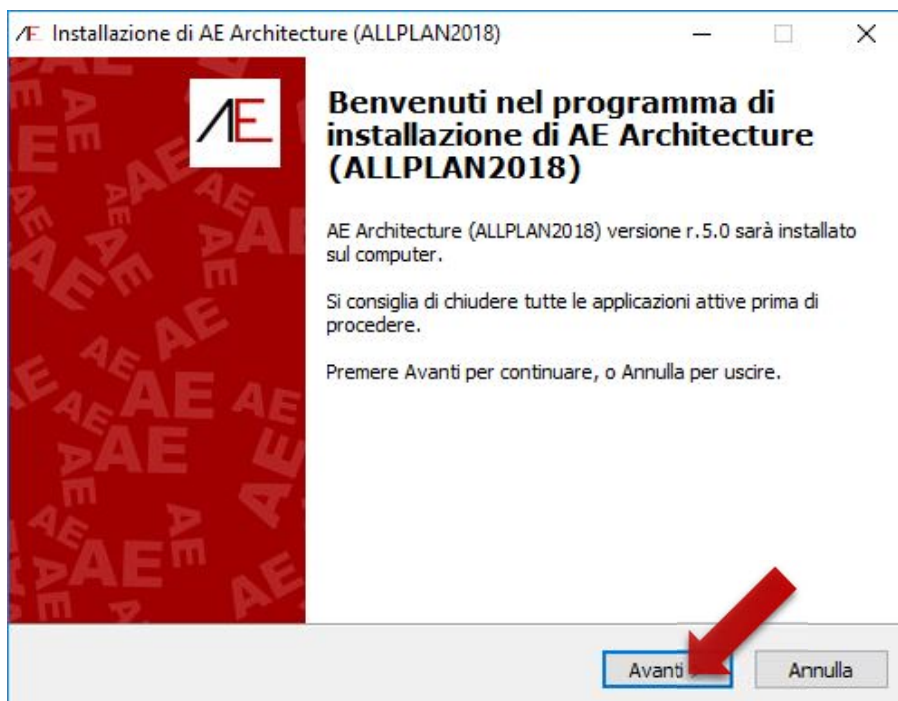 Installazione di AE Architecture (ALLPLAN2018)
AE
Benvenuti nel programma di
installazione di AE Architecture
(ALLPLAN2018)
AE Architecture (ALLPLAN2018) versione r.5.0 sarà installato
sul computer.
Si consiglia di chiudere tutte le applicazioni attive prima di
procedere.
Premere Avanti per continuare, o Annulla per uscire.
Avanti
Annulla